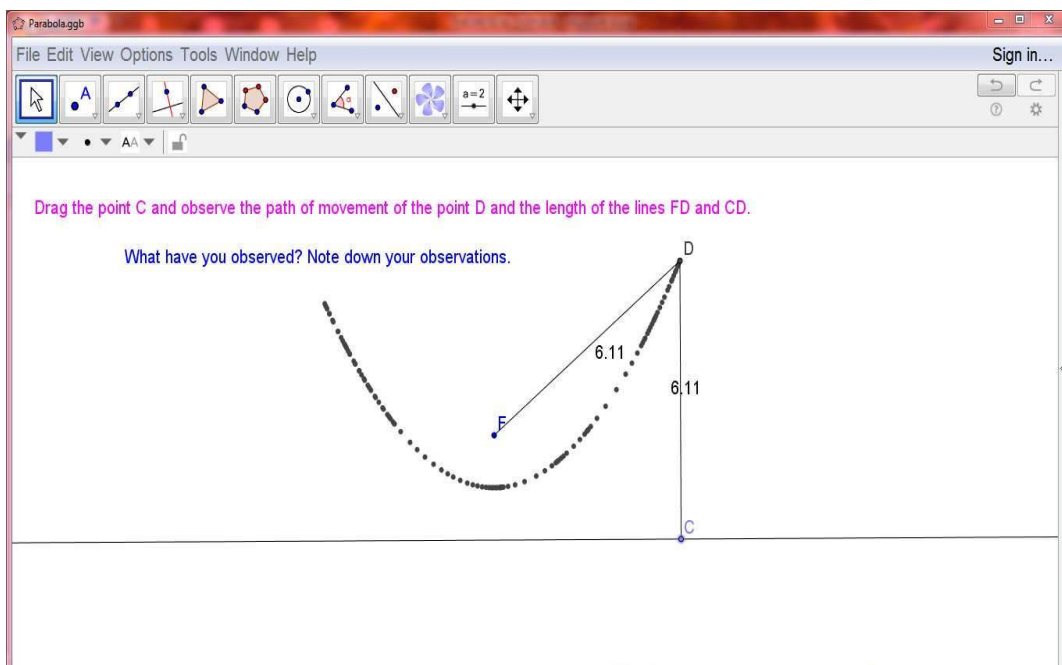 Parabola.ggb
File Edit View Options Tools Window Help
Sign in...
A
a=2
AA
Drag the point C and observe the path of movement of the point D and the length of the lines FD and CD.
What have you observed? Note down your observations.
D
6.11
6.11
F
C